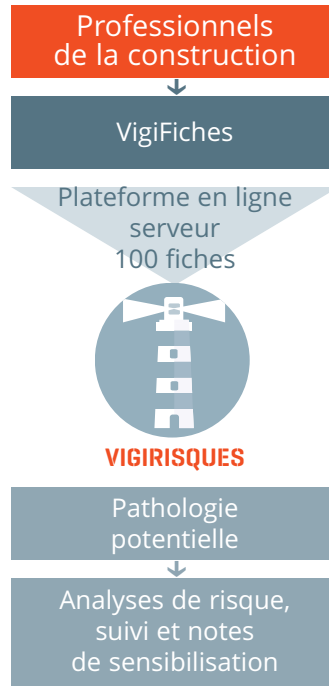 Professionnels
de la construction
VigiFiches
Plateforme en ligne
serveur
100 fiches
VIGIRISQUES
Pathologie
potentielle
Analyses de risque,
suivi et notes
de sensibilisation